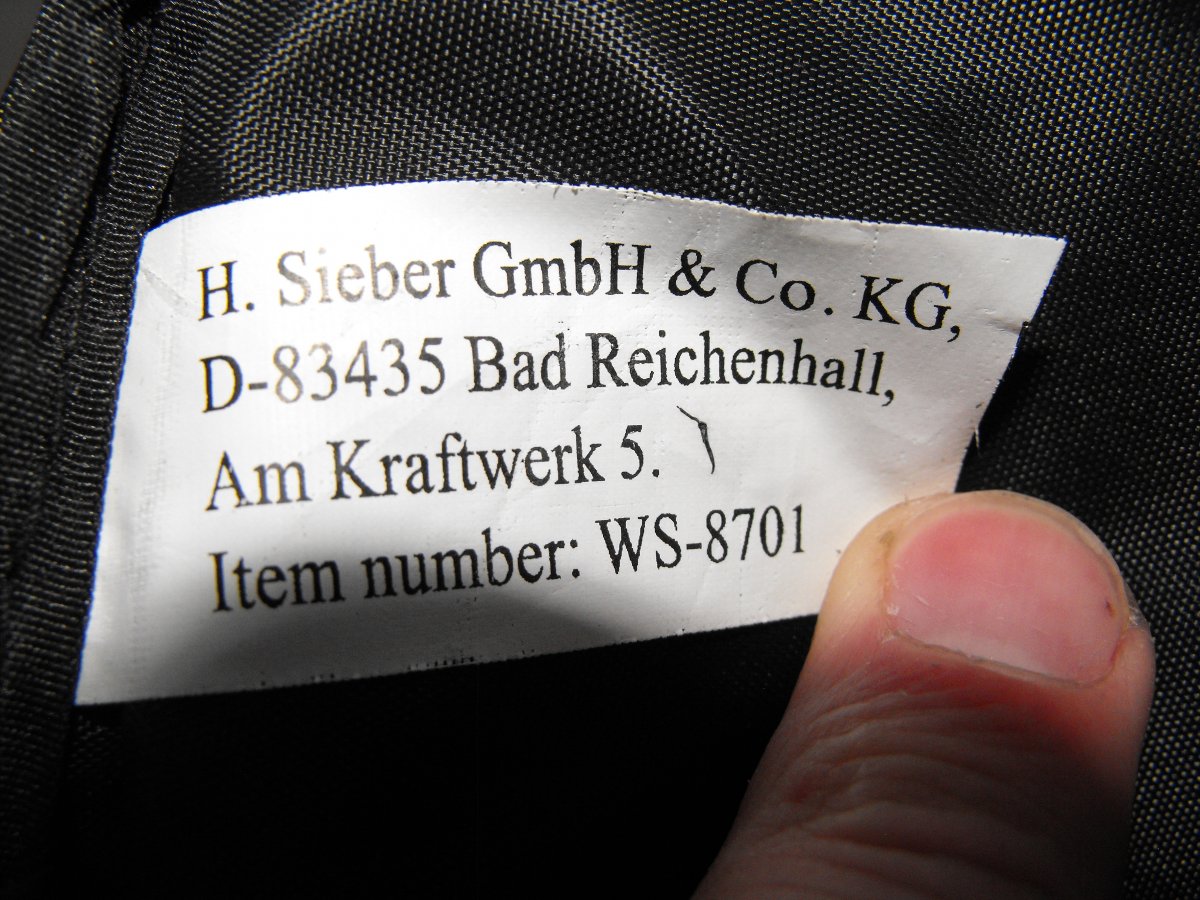 H. Sieber GmbH & Co. KG,
D-83435 Bad Reichenhall,
Am Kraftwerk 5.
Item number: WS-8701